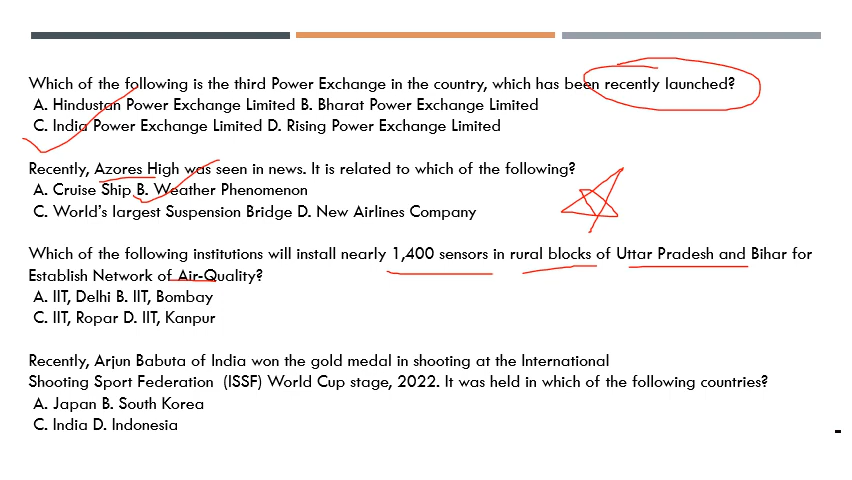 Which of the following is the third Power Exchange in the country, which has been recently launched?
A. Hindustan Power Exchange Limited B. Bharat Power Exchange Limited
C. India Power Exchange Limited D. Rising Power Exchange Limited
Recently, Azores High was seen in news. It is related to which of the following?
A. Cruise Ship B. Weather Phenomenon
C. World's largest Suspension Bridge D. New Airlines Company
Which of the following institutions will install nearly 1,400 sensors in rural blocks of Uttar Pradesh and Bihar for
Establish Network of Air-Quality?
A. IIT, Delhi B. IIT, Bombay
C. IIT, Ropar D. IIT, Kanpur
Recently, Arjun Babuta of India won the gold medal in shooting at the International
Shooting Sport Federation (ISSF) World Cup stage, 2022. It was held in which of the following countries?
A. Japan B. South Korea
C. India D. Indonesia